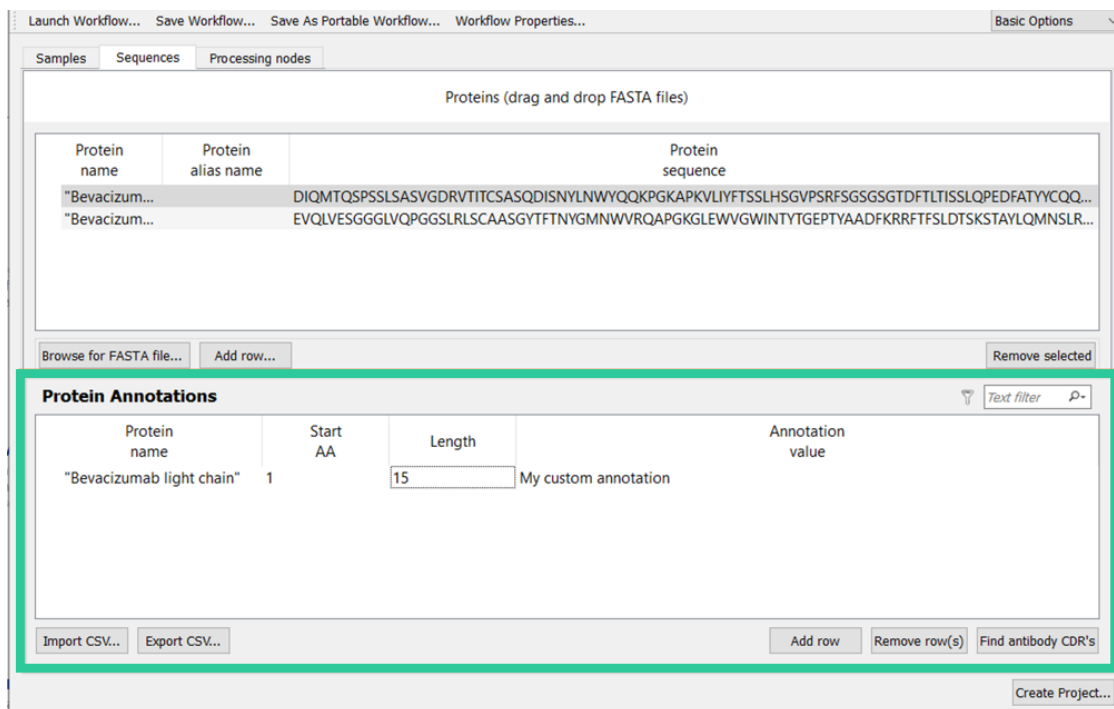 Launch Workflow... Save Workflow... Save As Portable Workflow... Workflow Properties... Basic Options
Samples Sequences Processing nodes
Proteins (drag and drop FASTA files)
Protein name Protein alias name Protein sequence
"Bevacizum... DIQMTQSPSSLSASVGDRVTITCSASQDISNYLNWYQQKPGKAPKVLIYFTSSLHSGVPSRFSGSGSGTDFTLTISSLQPEDFATYYCQQ...
"Bevacizum... EVQLVESGGGLVQPGGSLRLSCAASGYTFTNYGMNWVRQAPGKGLEWVGWINTYTGEPTYAADFKRRFTFSLDTSKSTAYLQMNSLR...
Browse for FASTA file... Add row... Remove selected
Protein Annotations Text filter
Protein name Start AA Length Annotation value
"Bevacizumab light chain" 1 15 My custom annotation
Import CSV... Export CSV... Add row Remove row(s) Find antibody CDR's
Create Project...